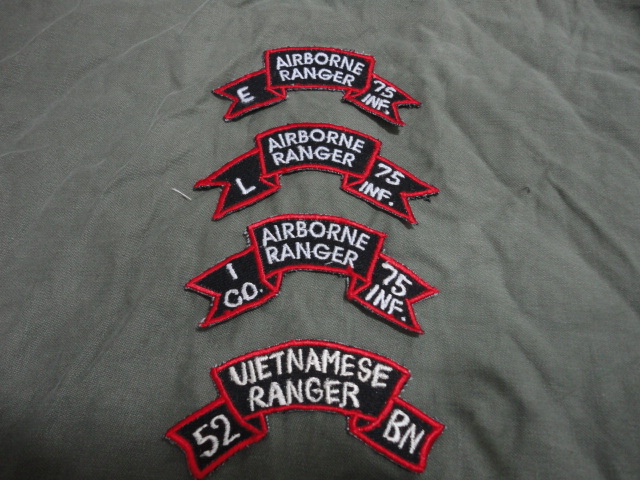 AIRBORNE
RANGER
E
75
INF.
AIRBORNE
RANGER
L
75
INF.
AIRBORNE
RANGER
I
CO.
75
INF.
VIETNAMESE
RANGER
52
BN